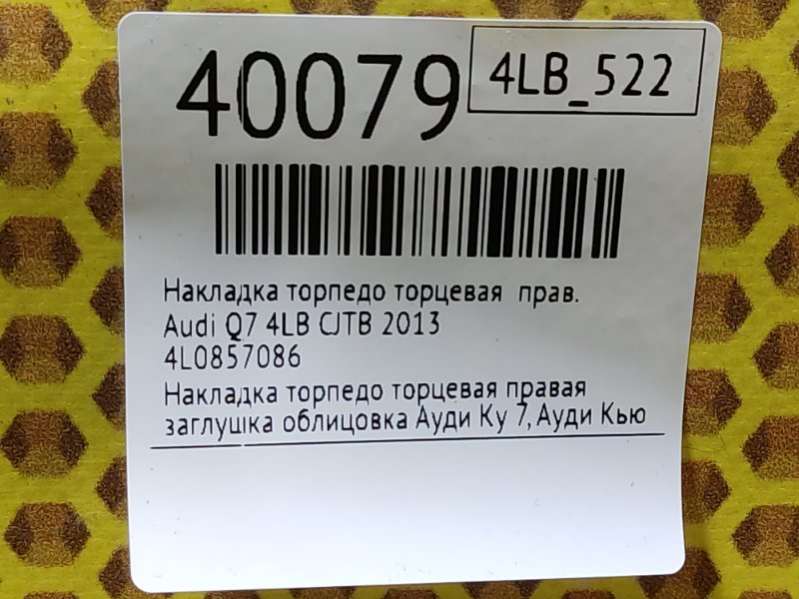 40079 4LB_522
Накладка торпедо торцевая прав.
Audi Q7 4LB CJTB 2013
4L0857086
Накладка торпедо торцевая правая
заглушка облицовка Ауди Ку 7, Ауди Кью